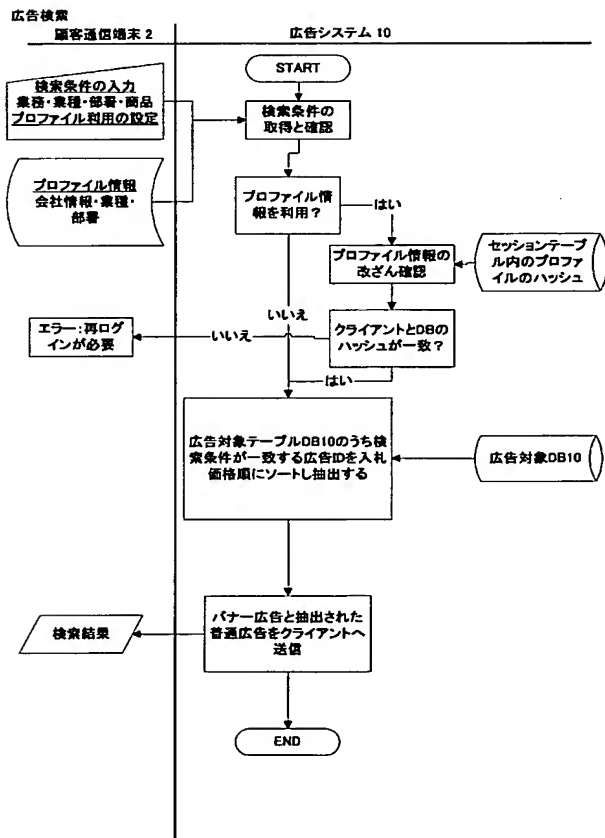 広告検索
顧客通信端末 2
広告システム 10
START
検索条件の入力
業務・業種・部署・商品
プロファイル利用の設定
検索条件の
取得と確認
プロファイル情報
会社情報・業種・
部署
プロファイル情
報を利用？
はい
プロファイル情報の
改ざん確認
セッションテーブ
ル内のプロファ
イルのハッシュ
いいえ
エラー：再ログ
インが必要
いいえ
クライアントとDBの
ハッシュが一致？
はい
広告対象テーブルDB10のうち検
索条件が一致する広告IDを入札
価格順にソートし抽出する
広告対象DB10
バナー広告と抽出された
普通広告をクライアントへ
送信
検索結果
END